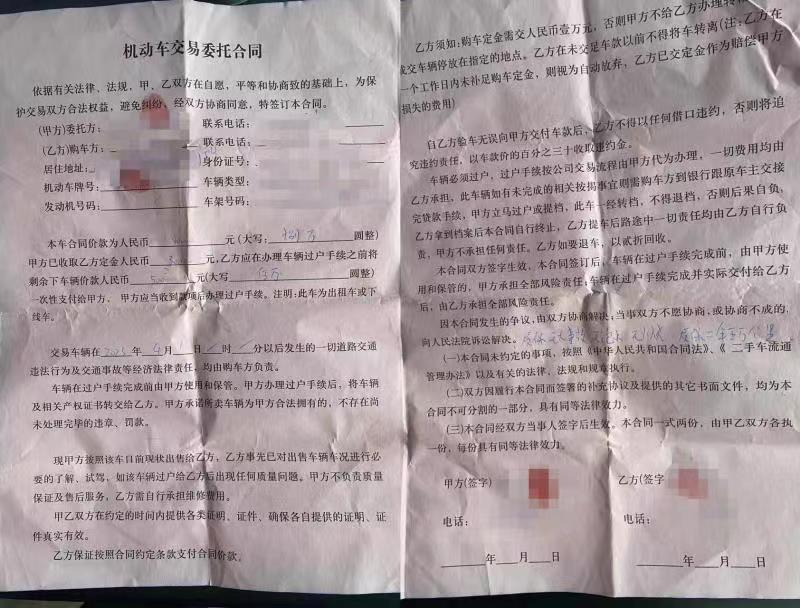 机动车交易委托合同
依据有关法律、法规，甲、乙双方在自愿，平等和协商致的基础上，为保
护交易双方合法权益，避免纠纷，经双方协商同意，特签订本合同。
(甲方)委托方：
联系电话：
(乙方)购车方：
联系电话：
居住地址：
身份证号：
机动车牌号：
车辆类型：
发动机号码：
车架号码：
本车合同价款为人民币 元(大写： 圆整)
甲方已收取乙方定金人民币 元,乙方应在办理车辆过户手续之前将
剩余下车辆价款人民币 元(大写 圆整)
一次性支付给甲方，甲方应当收到款项后办理过户手续。注明：此车为出租车或下
线车。
交易车辆在2025年 月 日 时 分以后发生的一切道路交通
违法行为及交通事故等经济法律责任，均由购车方负责。
车辆在过户手续完成前由甲方使用和保管。甲方办理过户手续后，将车辆
及相关产权证书转交给乙方。甲方承诺所卖车辆为甲方合法拥有的，不存在尚
未处理完毕的违章、罚款。
现甲方按照该车目前现状出售给乙方，乙方事先已对出售车辆车况进行必
要的了解、试驾，如该车辆过户给乙方后出现任何质量问题。甲方不负责质量
保证及售后服务，乙方需自行承担维修费用。
甲乙双方在约定的时间内提供各类证明、证件、确保各自提供的证明、证
件真实有效。
乙方保证按照合同约定条款支付合同价款。
乙方须知：购车定金需交人民币壹万元，否则甲方不给乙方办理转
成交车辆停放在指定的地点。乙方在未交足车款以前不得将车转离(注：乙方在
一个工作日内未补足购车定金，则视为自动放弃，乙方已交定金作为赔偿甲方
损失的费用)
自乙方验车无误向甲方交付车款后，乙方不得以任何借口违约，否则将追
究违约责任，以车款价的百分之三十收取违约金。
车辆必须过户，过户手续按公司交易流程由甲方代为办理，一切费用均由
乙方承担，此车辆如有未完成的相关按揭事宜则需购车方到银行跟原车主交接
完贷款手续，甲方立马过户或提档，此车一经转档，不得退档，否则后果自负，
乙方拿到档案后本合同自行终止，乙方提车后路途中一切责任均由乙方自行负
责，甲方不承担任何责任。乙方如要退车，以贰折回收。
本合同双方签字生效，本合同签订后，车辆在过户手续完成前，由甲方使
用和保管的，甲方承担全部风险责任；车辆在过户手续完成并实际交付给乙方
后，由乙方承担全部风险责任。
因本合同发生的争议，由双方协商解决；当事双方不愿协商，或协商不成的，
向人民法院诉讼解决。
(一)本合同未约定的事项，按照《中华人民共和国合同法》、《二手车流通
管理办法》以及有关的法律、法规和规章执行。
(二)双方因履行本合同而签署的补充协议及提供的其它书面文件，均为本
合同不可分割的一部分，具有同等法律效力。
(三)本合同经双方当事人签字后生效。本合同一式两份，由甲乙双方各执
一份，每份具有同等法律效力。
甲方(签字)
乙方(签字
电话：
电话：
年 月 日
年 月 日